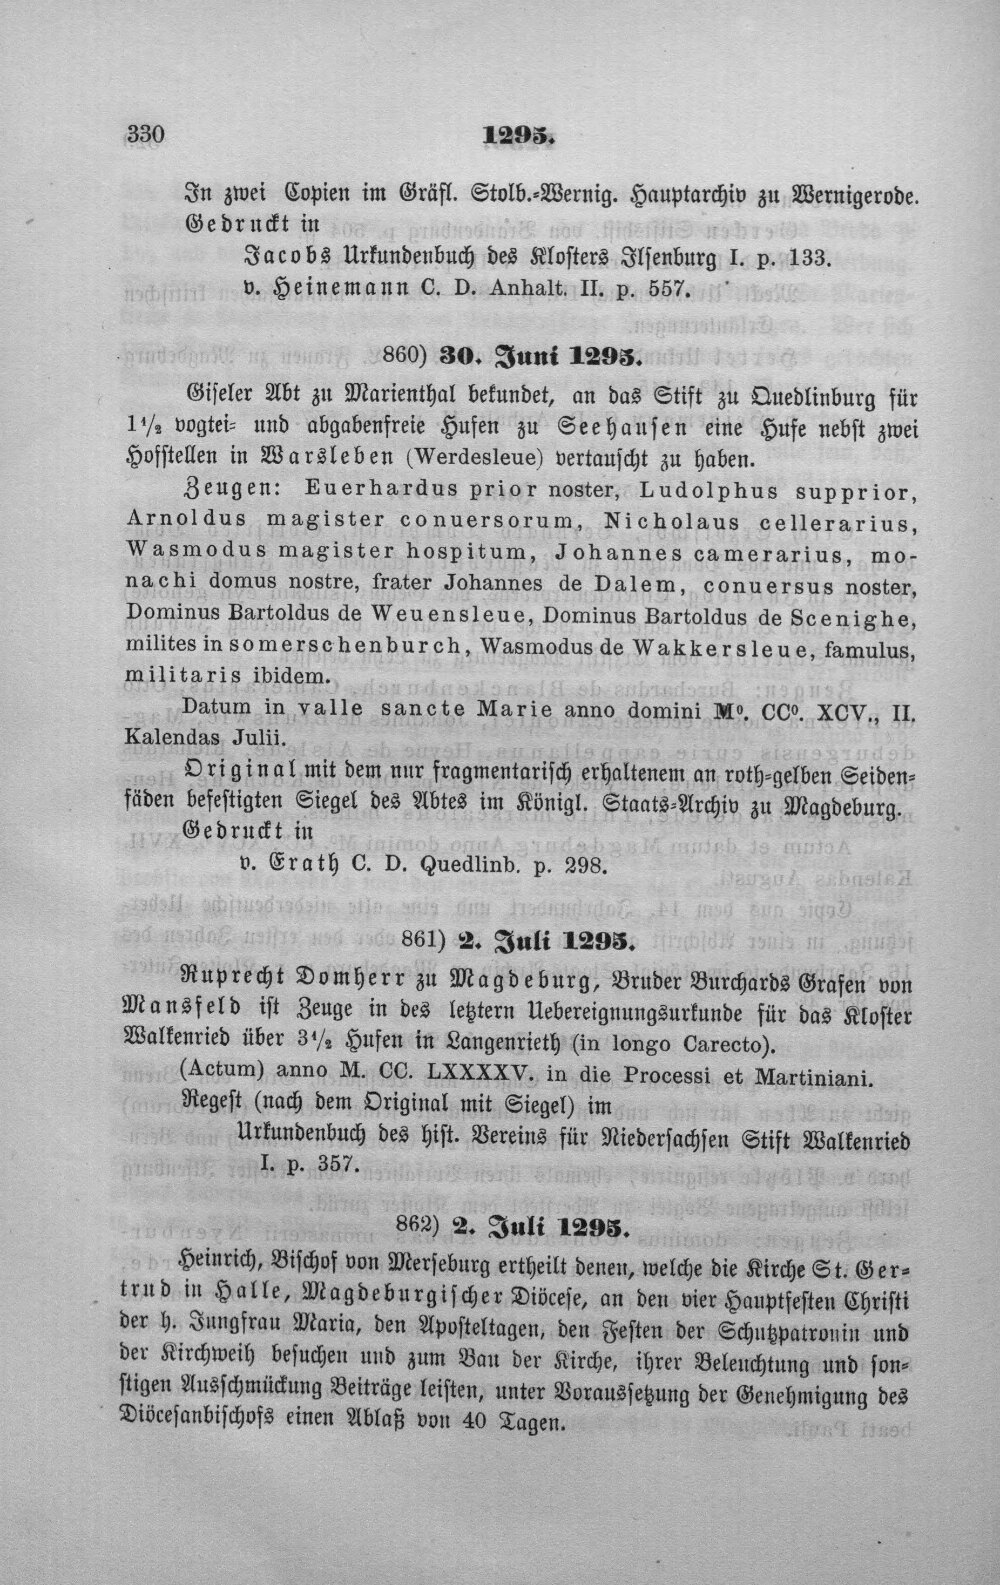 330
1295.
In zwei Copien im Gräfl. Stolb.-Wernig. Hauptarchiv zu Wernigerode.
Gedruckt in
Jacobs Urkundenbuch des Klosters Ilsenburg I. p. 133.
v. Heinemann C. D. Anhalt. II. p. 557.
860) 30. Juni 1295.
Giseler Abt zu Marienthal bekundet, an das Stift zu Quedlinburg für
1½ vogtei- und abgabenfreie Hufen zu Seehausen eine Hufe nebst zwei
Hofstellen in Warsleben (Werdesleue) vertauscht zu haben.
Zeugen: Euerhardus prior noster, Ludolphus supprior,
Arnoldus magister conuersorum, Nicholaus cellerarius,
Wasmodus magister hospitum, Johannes camerarius, mo-
nachi domus nostre, frater Johannes de Dalem, conuersus noster,
Dominus Bartoldus de Weuensleue, Dominus Bartoldus de Scenighe,
milites in somerschenburch, Wasmodus de Wakkersleue, famulus,
militaris ibidem.
Datum in valle sancte Marie anno domini Mº. CCº. XCV., II.
Kalendas Julii.
Original mit dem nur fragmentarisch erhaltenem an roth-gelben Seiden-
fäden befestigten Siegel des Abtes im Königl. Staats-Archiv zu Magdeburg.
Gedruckt in
v. Erath C. D. Quedlinb. p. 298.
861) 2. Juli 1295.
Ruprecht Domherr zu Magdeburg, Bruder Burchards Grafen von
Mansfeld ist Zeuge in des letztern Uebereignungsurkunde für das Kloster
Walkenried über 3½ Hufen in Langenrieth (in longo Carecto).
(Actum) anno M. CC. LXXXXV. in die Processi et Martiniani.
Regest (nach dem Original mit Siegel) im
Urkundenbuch des hist. Vereins für Niedersachsen Stift Walkenried
I. p. 357.
862) 2. Juli 1295.
Heinrich, Bischof von Merseburg ertheilt denen, welche die Kirche St. Ger-
trud in Halle, Magdeburgischer Diöcese, an den vier Hauptfesten Christi
der h. Jungfrau Maria, den Aposteltagen, den Festen der Schutzpatronin und
der Kirchweih besuchen und zum Bau der Kirche, ihrer Beleuchtung und son-
stigen Ausschmückung Beiträge leisten, unter Voraussetzung der Genehmigung des
Diöcesanbischofs einen Ablaß von 40 Tagen.